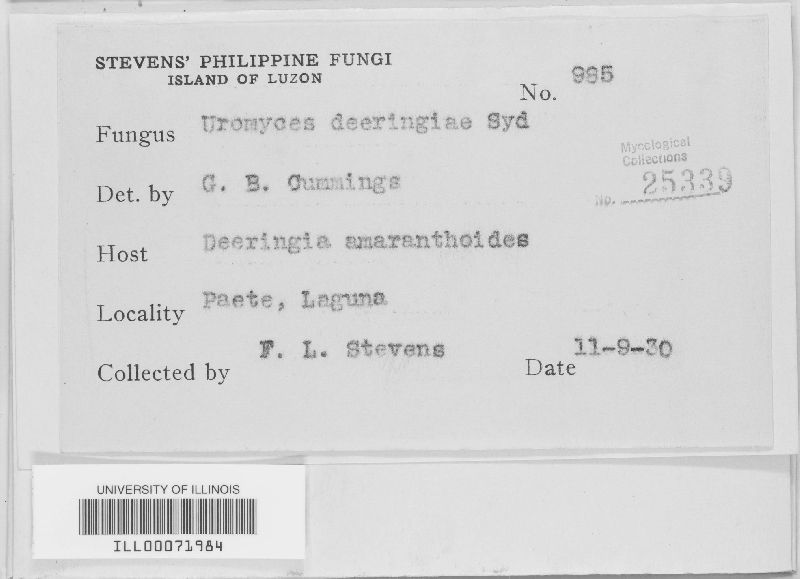 STEVENS' PHILIPPINE FUNGI
ISLAND OF LUZON
No. 985
Fungus Uromyces deeringiae Syd
Mycological
Collections
No. 25339
Det. by G. B. Cummings
Host Deeringia amaranthoides
Locality Paete, Laguna
Collected by F. L. Stevens Date 11-9-30
UNIVERSITY OF ILLINOIS
ILL00071984